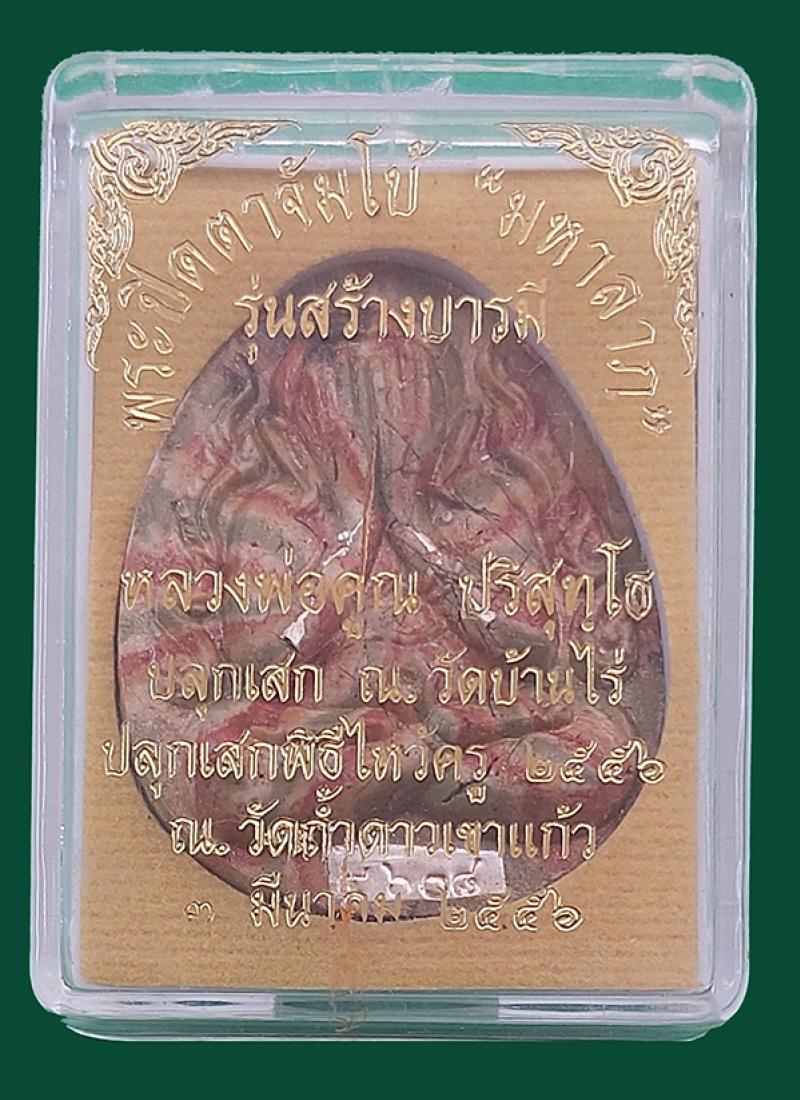 พระปิดตาจัมโบ้ "มหาลาภ"
รุ่นสร้างบารมี
หลวงพ่อคูณ ปริสุทฺโธ
ปลุกเสก ณ. วัดบ้านไร่
ปลุกเสกพิธีไหว้ครู ๒๕๕๖
ณ. วัดถ้ำดาวเขาแก้ว
มีนาคม ๒๕๕๖